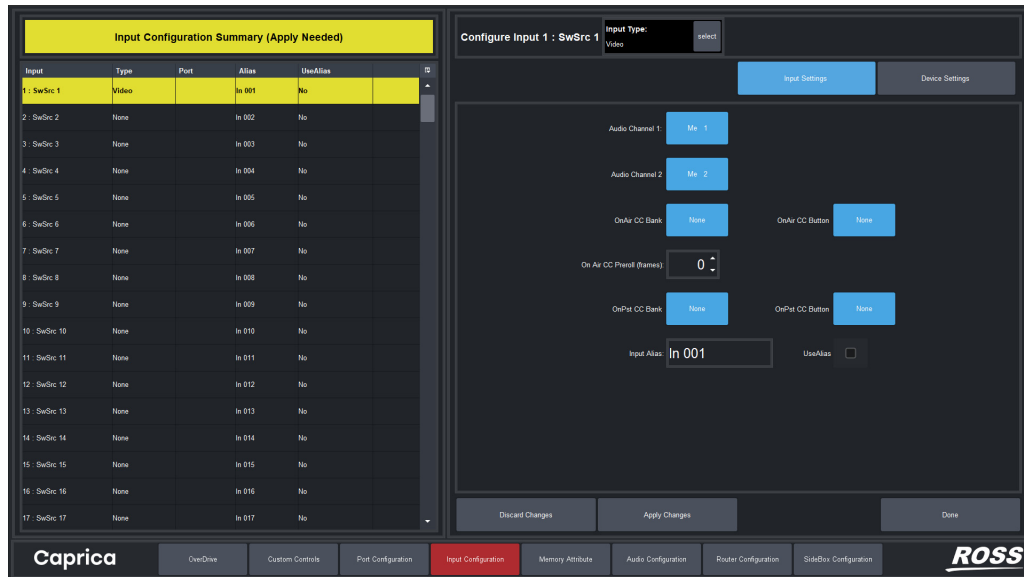 Input Configuration Summary (Apply Needed)
Input Type Port Alias UseAlias
1 : SwSrc 1 Video In 001 No
2 : SwSrc 2 None In 002 No
3 : SwSrc 3 None In 003 No
4 : SwSrc 4 None In 004 No
5 : SwSrc 5 None In 005 No
6 : SwSrc 6 None In 006 No
7 : SwSrc 7 None In 007 No
8 : SwSrc 8 None In 008 No
9 : SwSrc 9 None In 009 No
10 : SwSrc 10 None In 010 No
11 : SwSrc 11 None In 011 No
12 : SwSrc 12 None In 012 No
13 : SwSrc 13 None In 013 No
14 : SwSrc 14 None In 014 No
15 : SwSrc 15 None In 015 No
16 : SwSrc 16 None In 016 No
17 : SwSrc 17 None In 017 No
Configure Input 1 : SwSrc 1
Input Type:
Video
select
Input Settings Device Settings
Audio Channel 1: Me 1
Audio Channel 2 Me 2
OnAir CC Bank None OnAir CC Button None
On Air CC Preroll (frames): 0
OnPst CC Bank None OnPst CC Button None
Input Alias: In 001 UseAlias
Discard Changes Apply Changes Done
Caprica OverDrive Custom Controls Port Configuration Input Configuration Memory Attribute Audio Configuration Router Configuration SideBox Configuration ROSS